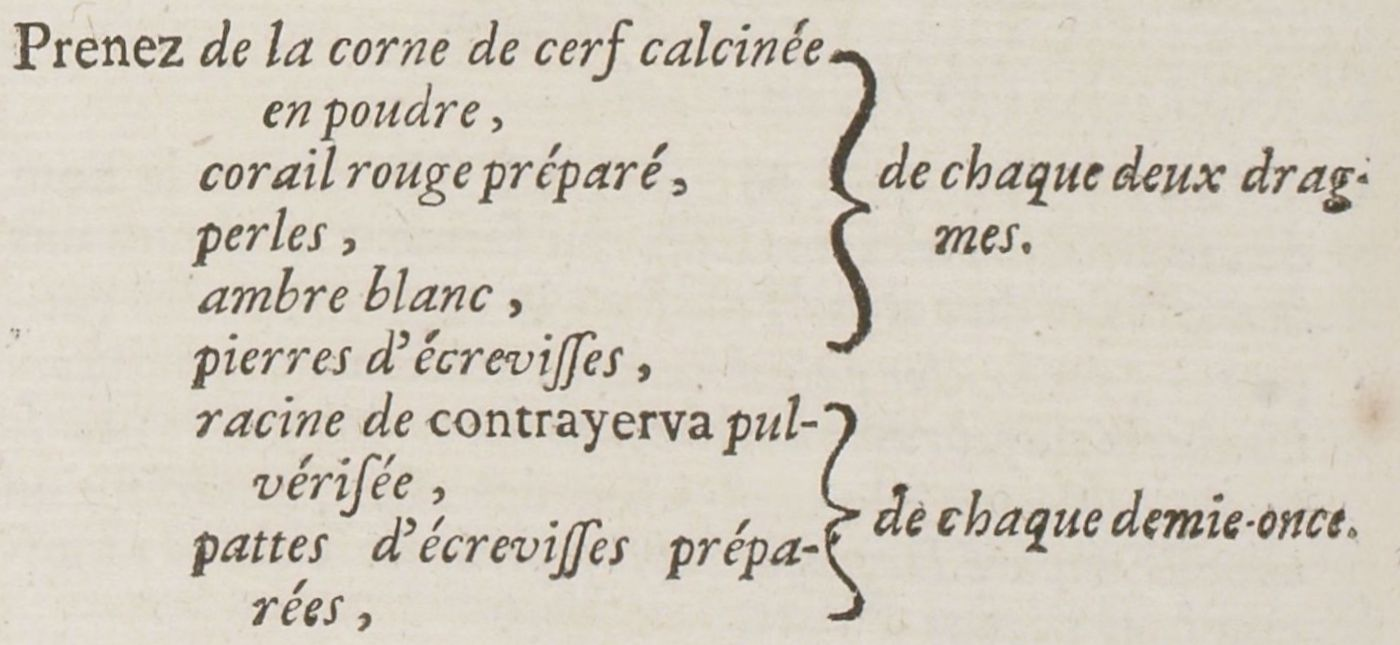 Prenez de la corne de cerf calcinée
en poudre,
corail rouge préparé,
de chaque deux drag-
perles,
mes.
ambre blanc,
pierres d'écreviſſes,
racine de contrayerva pul-
vériſée,
de chaque demie-once.
pattes d'écreviſſes prépa-
rées,